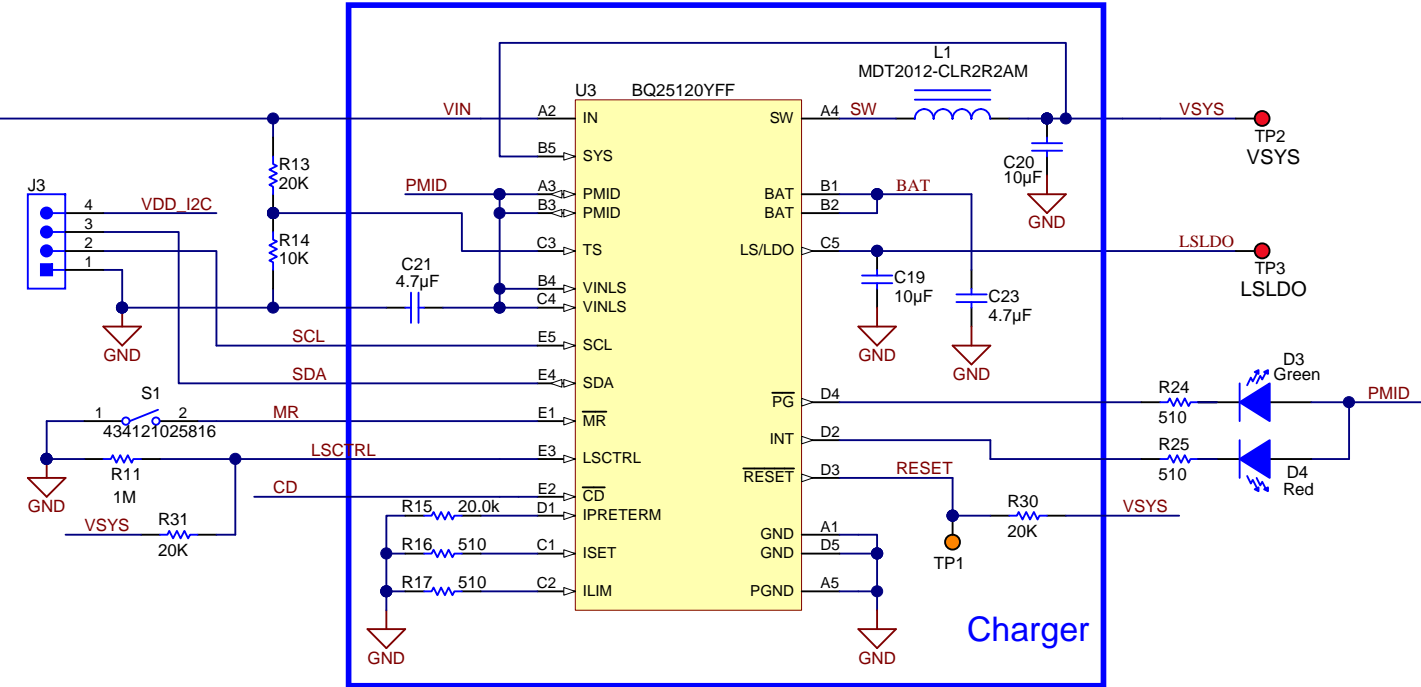 L1
MDT2012-CLR2R2AM
U3
BQ25120YFF
VIN
A2
IN
SW
A4
SW
VSYS
TP2
VSYS
B5
SYS
R13
20K
C20
10µF
GND
J3
4
VDD_I2C
3
2
1
PMID
A3
PMID
B3
PMID
BAT
B1
BAT
BAT
B2
R14
10K
C3
TS
LS/LDO
C5
LSLDO
TP3
LSLDO
C21
4.7µF
B4
VINLS
C4
VINLS
C19
10µF
C23
4.7µF
GND
GND
GND
SCL
E5
SCL
SDA
E4
SDA
S1
1
2
434121025816
MR
E1
MR
PG
D4
R24
510
D3
Green
PMID
INT
D2
R25
510
D4
Red
R11
1M
GND
LSCTRL
E3
LSCTRL
RESET
D3
RESET
CD
E2
CD
R15
20.0k
D1
IPRETERM
VSYS
R31
20K
R30
20K
VSYS
TP1
R16
510
C1
ISET
GND
A1
GND
D5
R17
510
C2
ILIM
PGND
A5
GND
GND
Charger